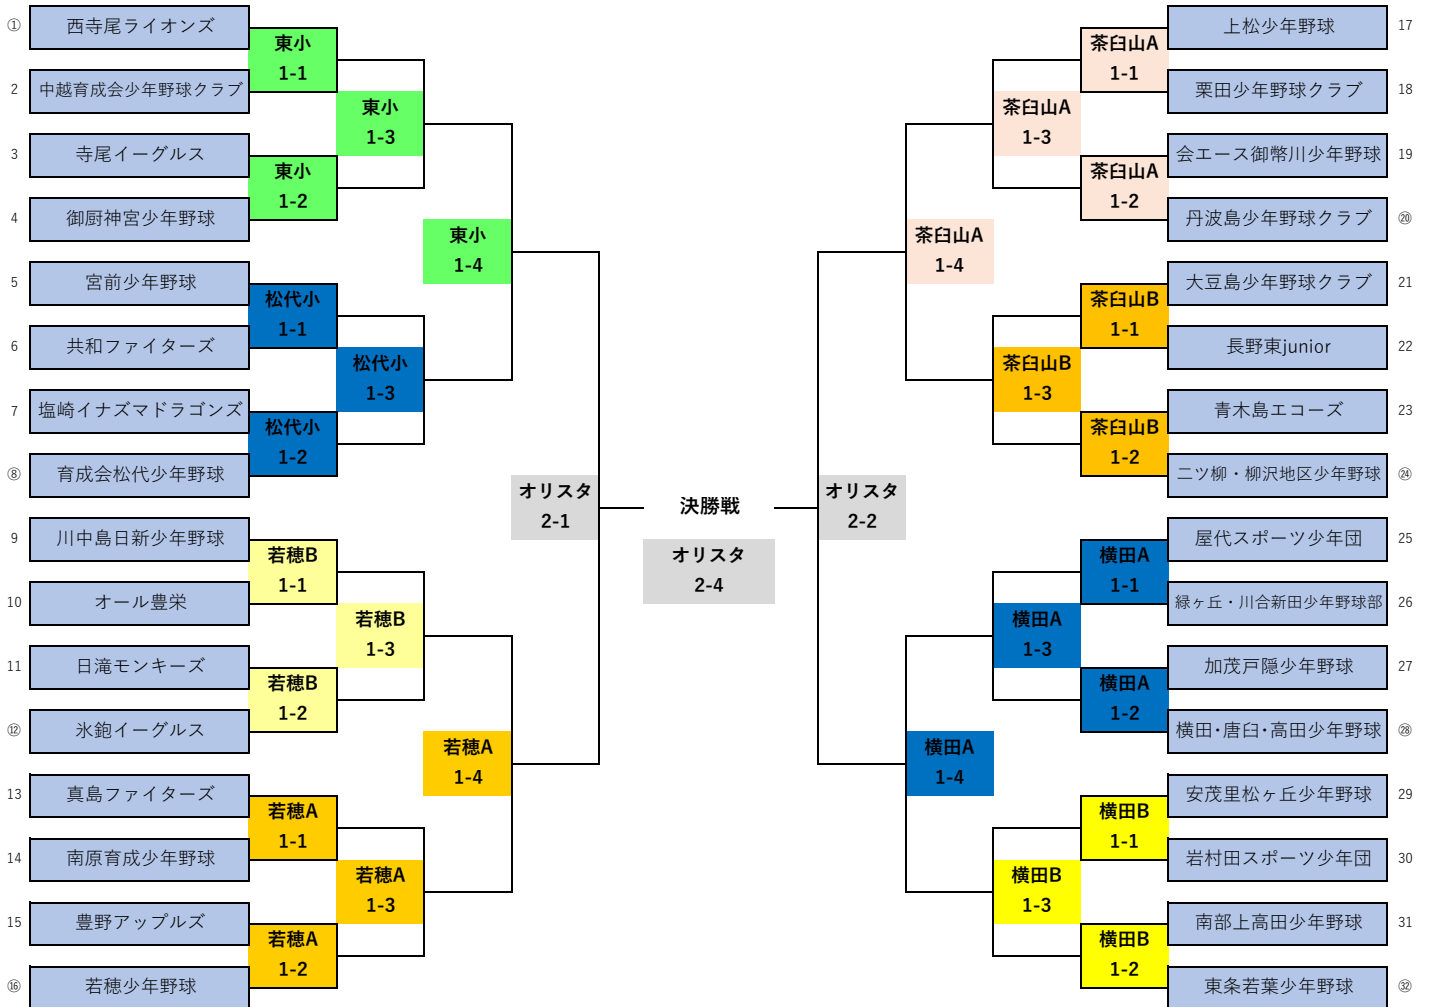 ① 西寺尾ライオンズ
2 中越育成会少年野球クラブ
3 寺尾イーグルス
4 御厨神宮少年野球
5 宮前少年野球
6 共和ファイターズ
7 塩崎イナズマドラゴンズ
⑧ 育成会松代少年野球
9 川中島日新少年野球
10 オール豊栄
11 日滝モンキーズ
⑫ 氷鉋イーグルス
13 真島ファイターズ
14 南原育成少年野球
15 豊野アップルズ
⑯ 若穂少年野球
東小
1-1
東小
1-2
松代小
1-1
松代小
1-2
若穂B
1-1
若穂B
1-2
若穂A
1-1
若穂A
1-2
東小
1-3
松代小
1-3
若穂B
1-3
若穂A
1-3
東小
1-4
若穂A
1-4
オリスタ
2-1
決勝戦
オリスタ
2-4
オリスタ
2-2
茶臼山A
1-4
横田A
1-4
茶臼山A
1-3
茶臼山B
1-3
横田A
1-3
横田B
1-3
茶臼山A
1-1
茶臼山A
1-2
茶臼山B
1-1
茶臼山B
1-2
横田A
1-1
横田A
1-2
横田B
1-1
横田B
1-2
上松少年野球 17
栗田少年野球クラブ 18
会エース御幣川少年野球 19
丹波島少年野球クラブ ⑳
大豆島少年野球クラブ 21
長野東junior 22
青木島エコーズ 23
二ツ柳・柳沢地区少年野球 ㉔
屋代スポーツ少年団 25
緑ヶ丘・川合新田少年野球部 26
加茂戸隠少年野球 27
横田・唐臼・高田少年野球 ㉘
安茂里松ヶ丘少年野球 29
岩村田スポーツ少年団 30
南部上高田少年野球 31
東条若葉少年野球 ㉜